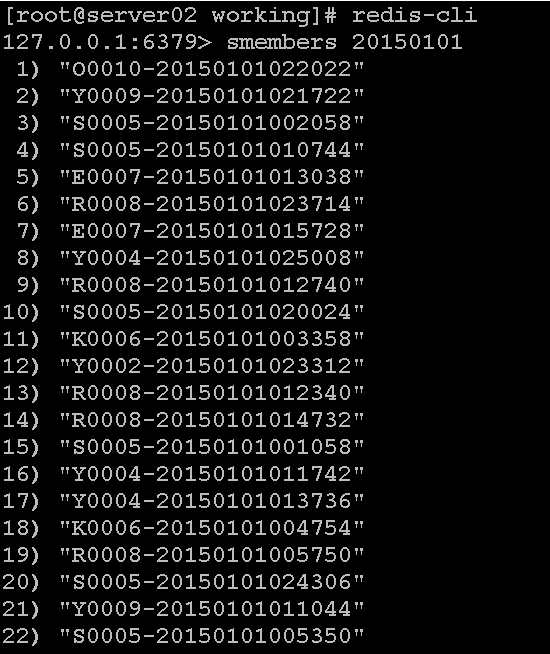 [root@server02 working]# redis-cli
127.0.0.1:6379> smembers 20150101
1) "O0010-20150101022022"
2) "Y0009-20150101021722"
3) "S0005-20150101002058"
4) "S0005-20150101010744"
5) "E0007-20150101013038"
6) "R0008-20150101023714"
7) "E0007-20150101015728"
8) "Y0004-20150101025008"
9) "R0008-20150101012740"
10) "S0005-20150101020024"
11) "K0006-20150101003358"
12) "Y0002-20150101023312"
13) "R0008-20150101012340"
14) "R0008-20150101014732"
15) "S0005-20150101001058"
16) "Y0004-20150101011742"
17) "Y0004-20150101013736"
18) "K0006-20150101004754"
19) "R0008-20150101005750"
20) "S0005-20150101024306"
21) "Y0009-20150101011044"
22) "S0005-20150101005350"